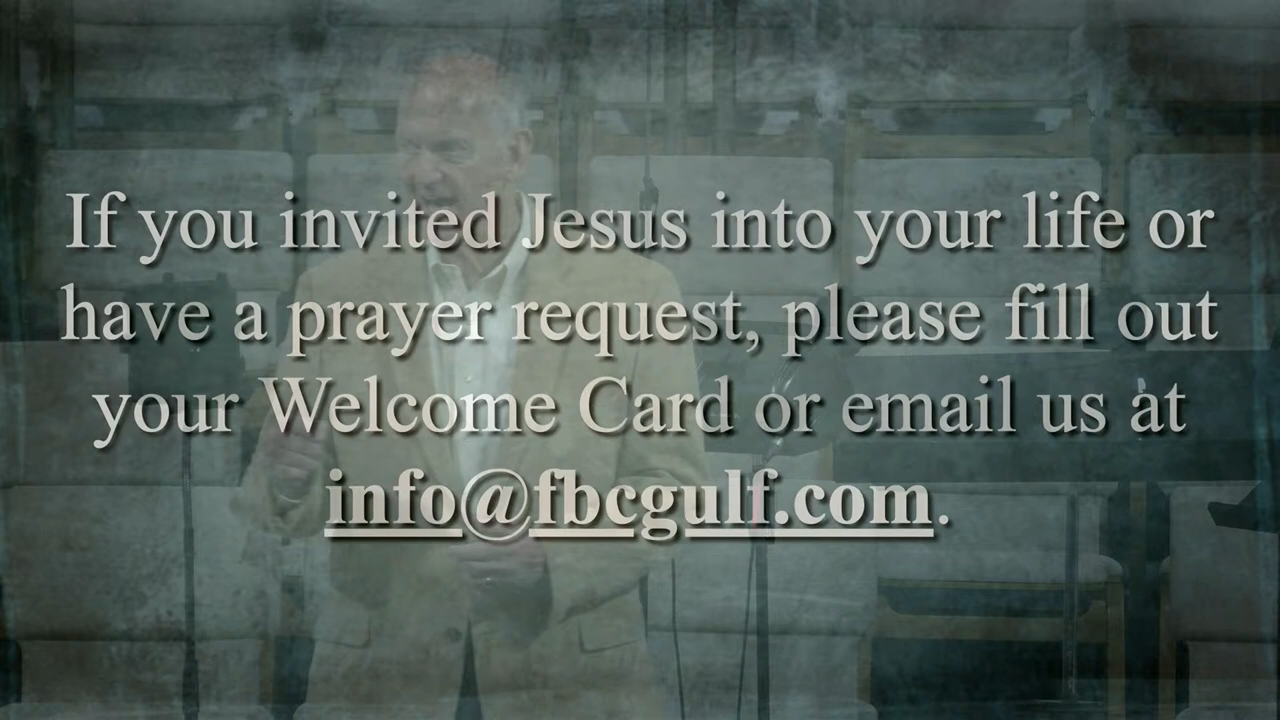 If you invited Jesus into your life or
have a prayer request, please fill out
your Welcome Card or email us at
info@fbcgulf.com.